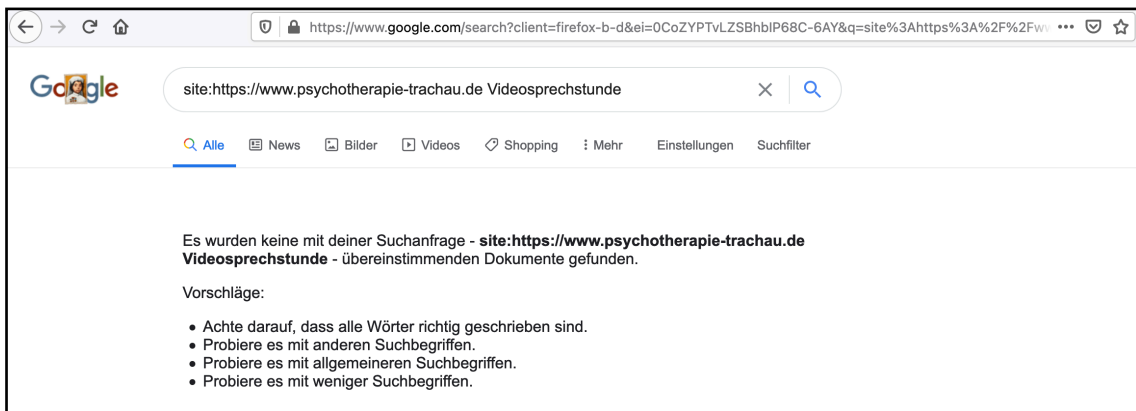 https://www.google.com/search?client=firefox-b-d&ei=0CoZYPTvLZSBhbIP68C-6AY&q=site%3Ahttps%3A%2F%2Fw
Google
site:https://www.psychotherapie-trachau.de Videosprechstunde
Alle News Bilder Videos Shopping Mehr Einstellungen Suchfilter
Es wurden keine mit deiner Suchanfrage - site:https://www.psychotherapie-trachau.de
Videosprechstunde - übereinstimmenden Dokumente gefunden.
Vorschläge:
• Achte darauf, dass alle Wörter richtig geschrieben sind.
• Probiere es mit anderen Suchbegriffen.
• Probiere es mit allgemeineren Suchbegriffen.
• Probiere es mit weniger Suchbegriffen.